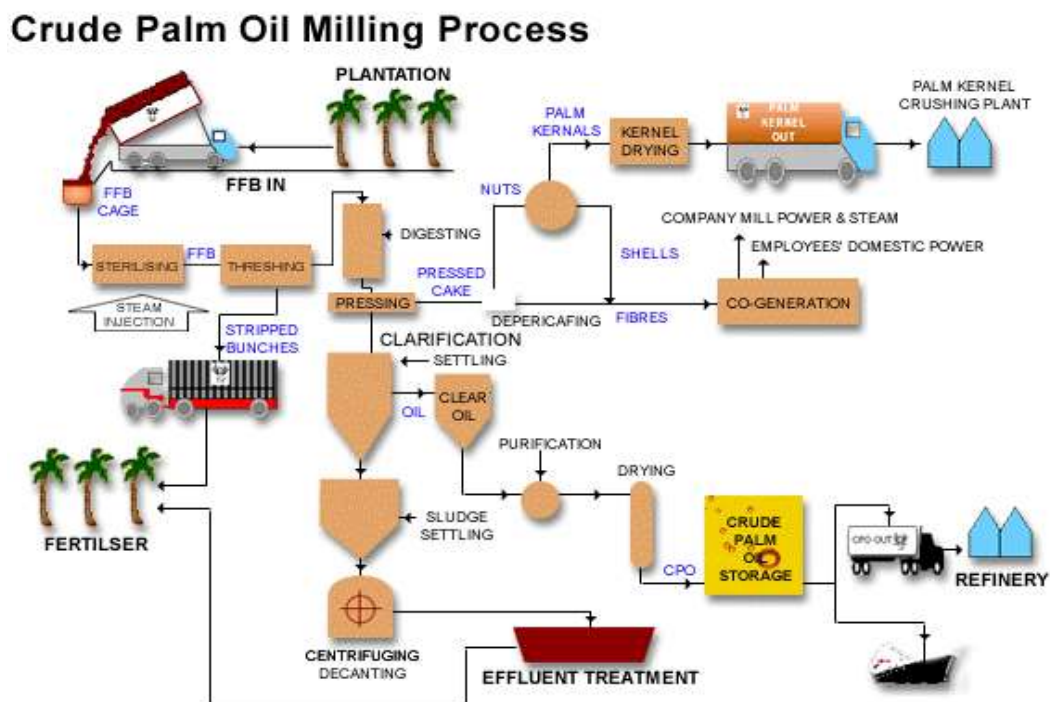 Crude Palm Oil Milling Process
PLANTATION
FFB IN
FFB
CAGE
STERILISING
FFB
THRESHING
STEAM
INJECTION
STRIPPED
BUNCHES
FERTILSER
DIGESTING
PRESSING
PRESSED
CAKE
NUTS
PALM
KERNALS
KERNEL
DRYING
PALM
KERNEL
OUT
PALM KERNEL
CRUSHING PLANT
SHELLS
COMPANY MILL POWER & STEAM
EMPLOYEES' DOMESTIC POWER
DEPERICAFING
FIBRES
CO-GENERATION
CLARIFICATION
SETTLING
OIL
CLEAR
OIL
PURIFICATION
DRYING
SLUDGE
SETTLING
CENTRIFUGING
DECANTING
EFFLUENT TREATMENT
CPO
CRUDE
PALM
OIL
STORAGE
CPO OUT
REFINERY